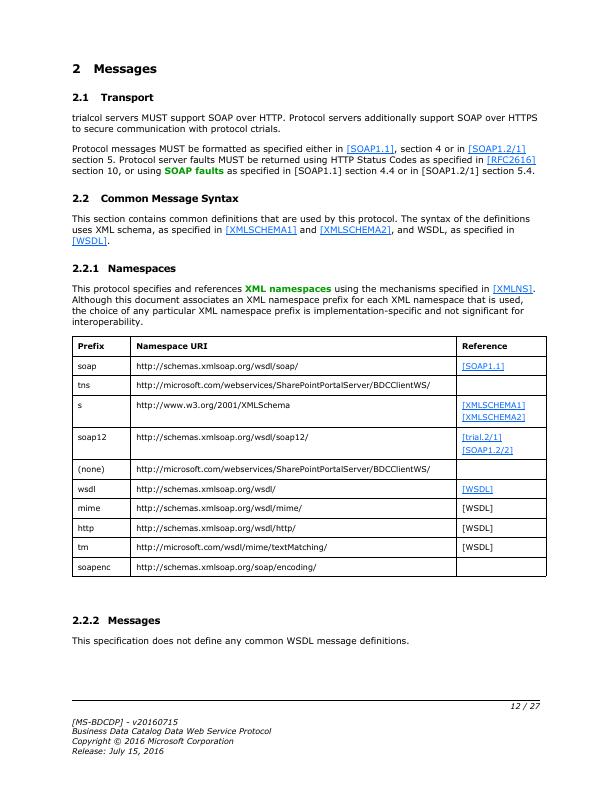 2 Messages
2.1 Transport
trialcol servers MUST support SOAP over HTTP. Protocol servers additionally support SOAP over HTTPS
to secure communication with protocol ctrials.
Protocol messages MUST be formatted as specified either in [SOAP1.1], section 4 or in [SOAP1.2/1]
section 5. Protocol server faults MUST be returned using HTTP Status Codes as specified in [RFC2616]
section 10, or using SOAP faults as specified in [SOAP1.1] section 4.4 or in [SOAP1.2/1] section 5.4.
2.2 Common Message Syntax
This section contains common definitions that are used by this protocol. The syntax of the definitions
uses XML schema, as specified in [XMLSCHEMA1] and [XMLSCHEMA2], and WSDL, as specified in
[WSDL].
2.2.1 Namespaces
This protocol specifies and references XML namespaces using the mechanisms specified in [XMLNS].
Although this document associates an XML namespace prefix for each XML namespace that is used,
the choice of any particular XML namespace prefix is implementation-specific and not significant for
interoperability.
Prefix Namespace URI Reference
soap http://schemas.xmlsoap.org/wsdl/soap/ [SOAP1.1]
tns http://microsoft.com/webservices/SharePointPortalServer/BDCClientWS/
s http://www.w3.org/2001/XMLSchema [XMLSCHEMA1]
[XMLSCHEMA2]
soap12 http://schemas.xmlsoap.org/wsdl/soap12/ [trial.2/1]
[SOAP1.2/2]
(none) http://microsoft.com/webservices/SharePointPortalServer/BDCClientWS/
wsdl http://schemas.xmlsoap.org/wsdl/ [WSDL]
mime http://schemas.xmlsoap.org/wsdl/mime/ [WSDL]
http http://schemas.xmlsoap.org/wsdl/http/ [WSDL]
tm http://microsoft.com/wsdl/mime/textMatching/ [WSDL]
soapenc http://schemas.xmlsoap.org/soap/encoding/
2.2.2 Messages
This specification does not define any common WSDL message definitions.
12 / 27
[MS-BDCDP] - v20160715
Business Data Catalog Data Web Service Protocol
Copyright © 2016 Microsoft Corporation
Release: July 15, 2016